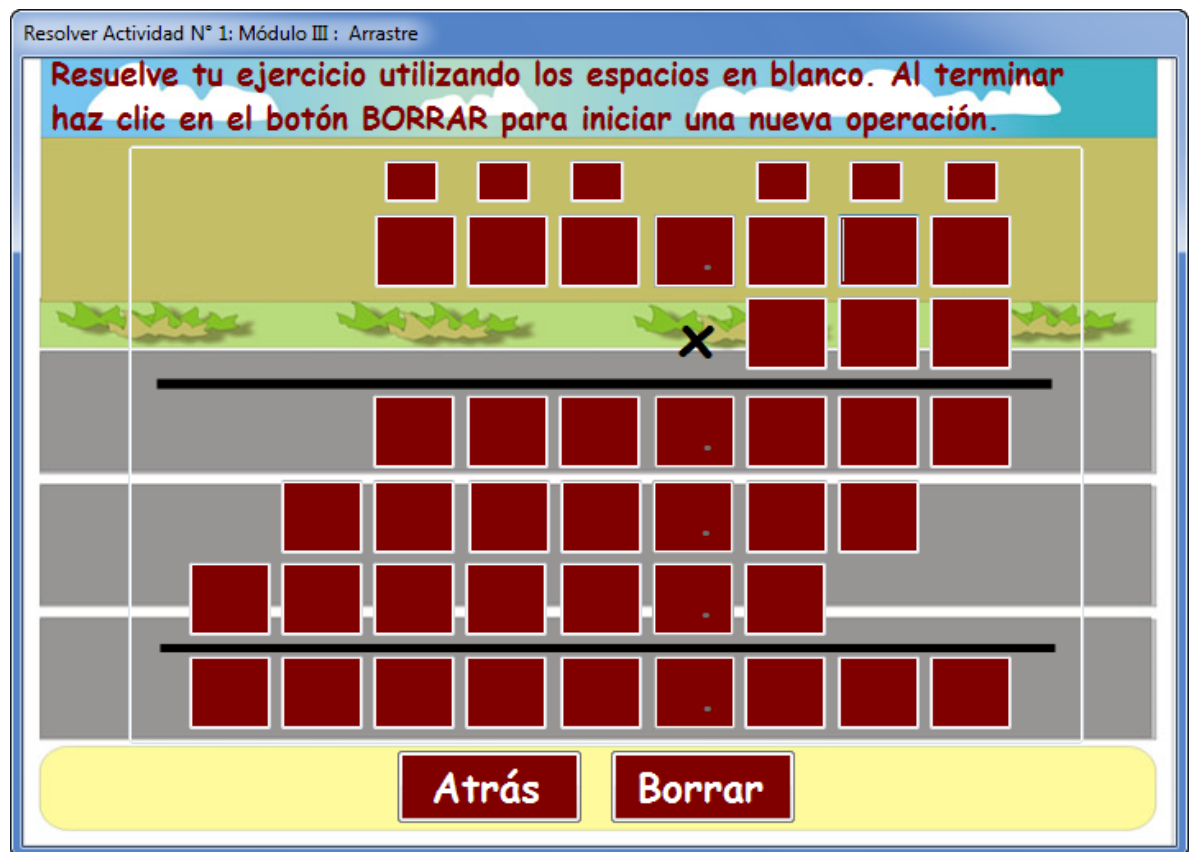 Resolver Actividad N° 1: Módulo III : Arrastre
Resuelve tu ejercicio utilizando los espacios en blanco. Al terminar
haz clic en el botón BORRAR para iniciar una nueva operación.
.
×
.
.
.
.
Atrás Borrar